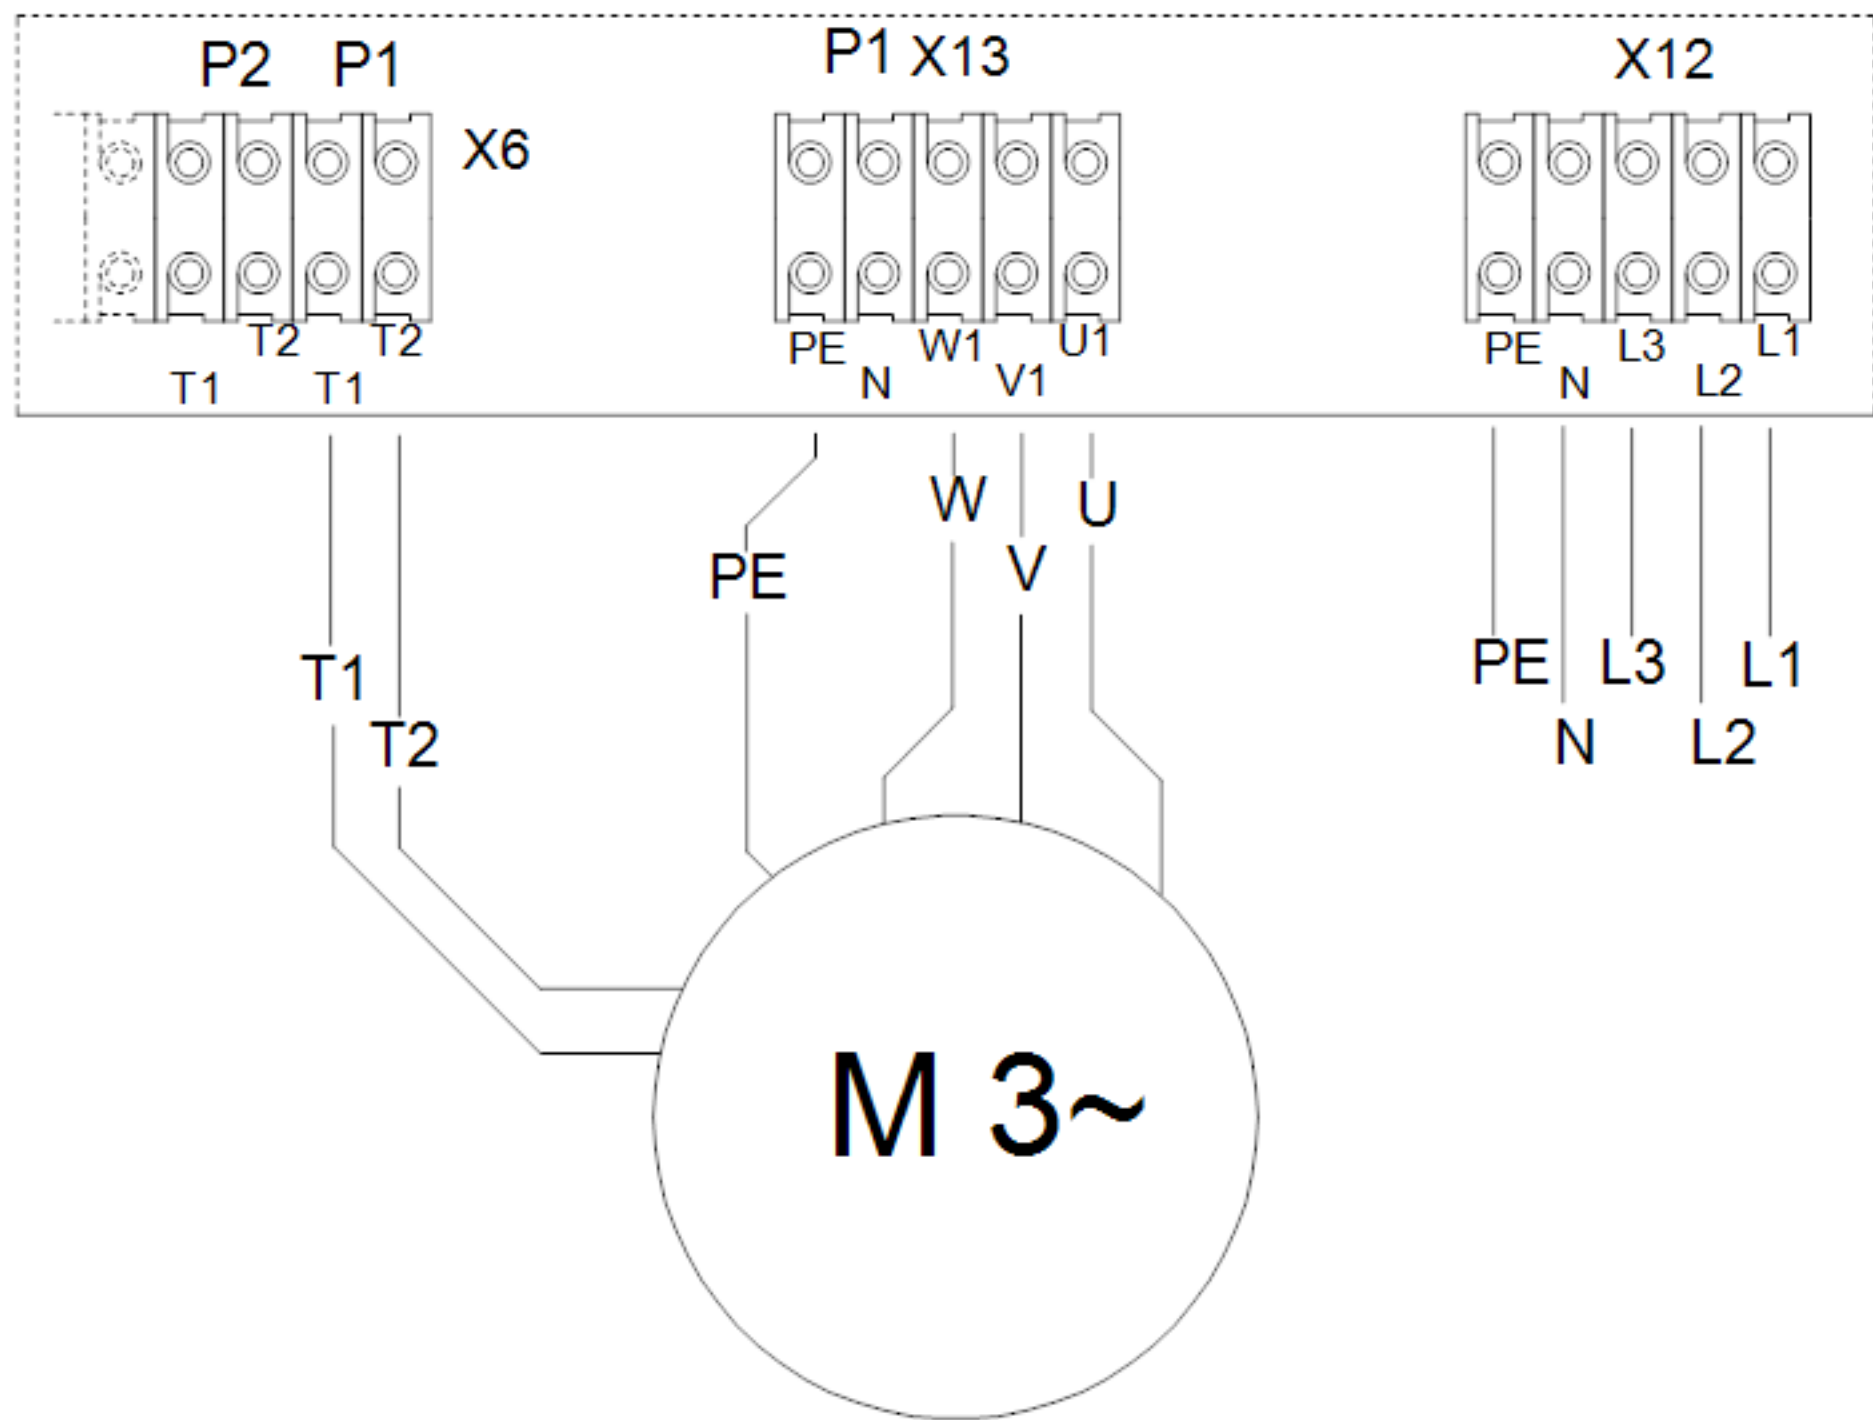 P2 P1
P1 X13
X12
X6
T2 T2
T1 T1
PE W1 U1
N V1
PE L3 L1
N L2
W U
V
PE
T1
T2
PE L3 L1
N L2
M 3~